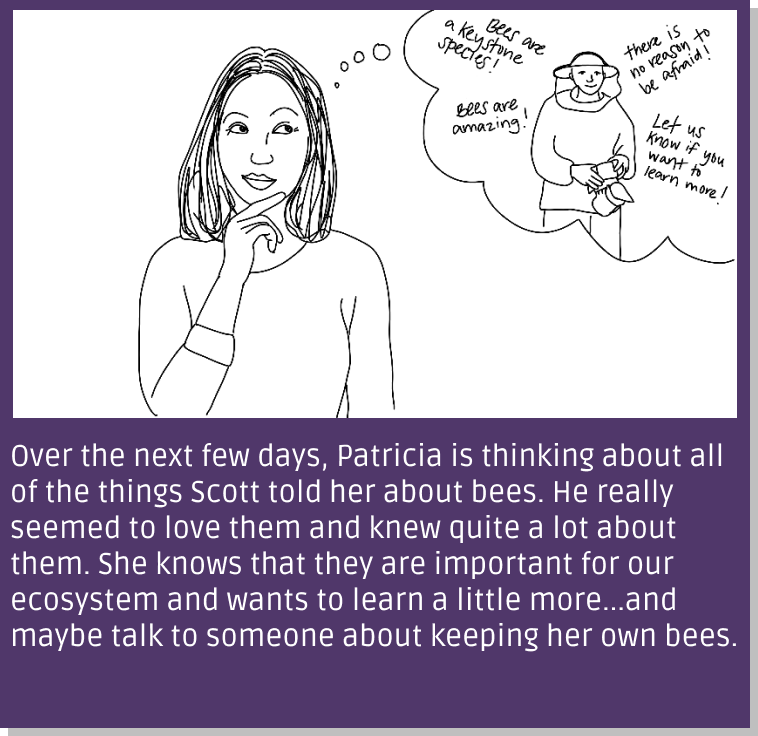 Bees are
a keystone
species!
Bees are
amazing!
there is
no reason to
be afraid!
Let us
know if you
want to
learn more!
Over the next few days, Patricia is thinking about all
of the things Scott told her about bees. He really
seemed to love them and knew quite a lot about
them. She knows that they are important for our
ecosystem and wants to learn a little more...and
maybe talk to someone about keeping her own bees.